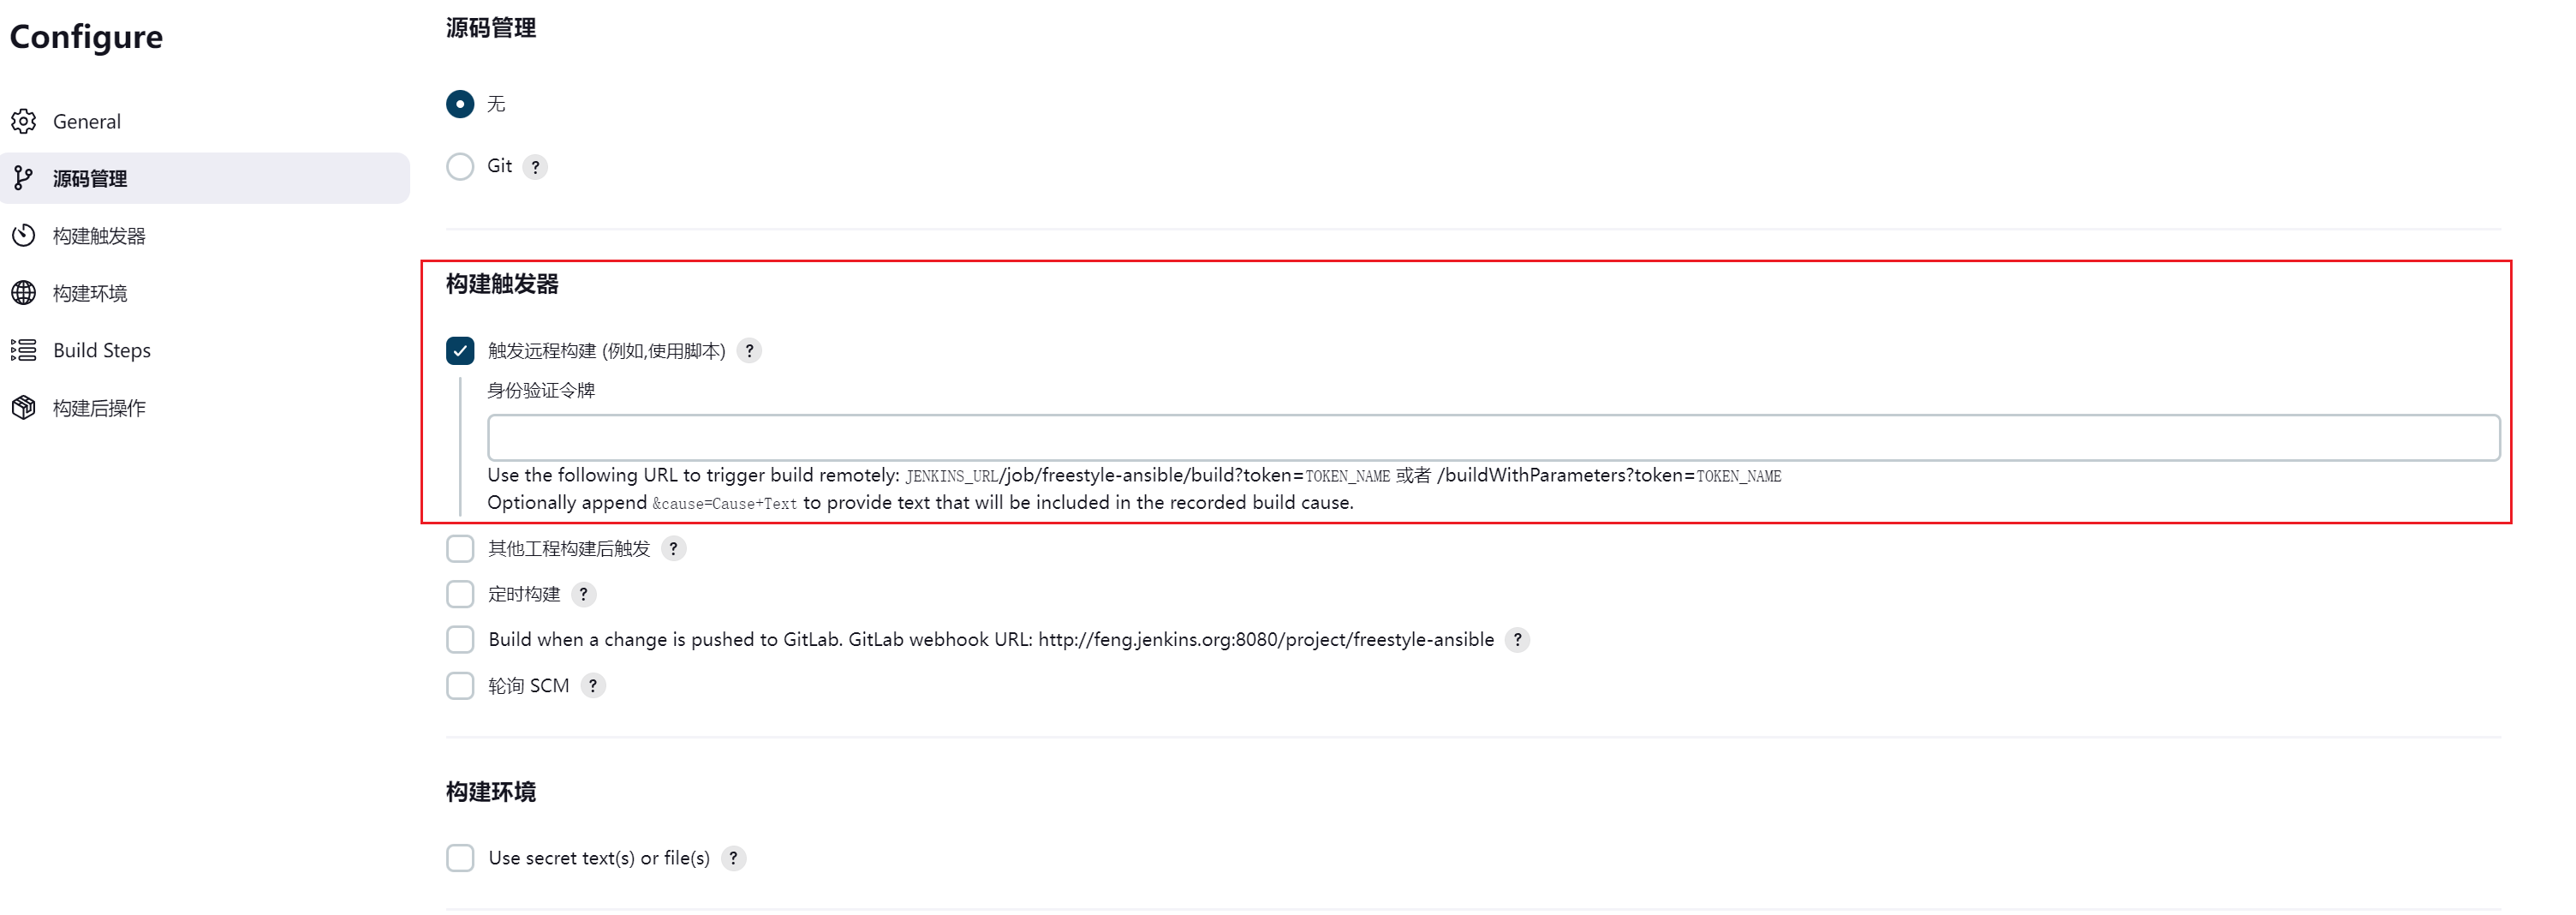 Configure
General
源码管理
构建触发器
构建环境
Build Steps
构建后操作
源码管理
无
Git ?
构建触发器
触发远程构建 (例如,使用脚本) ?
身份验证令牌
Use the following URL to trigger build remotely: JENKINS_URL/job/freestyle-ansible/build?token=TOKEN_NAME 或者 /buildWithParameters?token=TOKEN_NAME
Optionally append &cause=Cause+Text to provide text that will be included in the recorded build cause.
其他工程构建后触发 ?
定时构建 ?
Build when a change is pushed to GitLab. GitLab webhook URL: http://feng.jenkins.org:8080/project/freestyle-ansible ?
轮询 SCM ?
构建环境
Use secret text(s) or file(s) ?